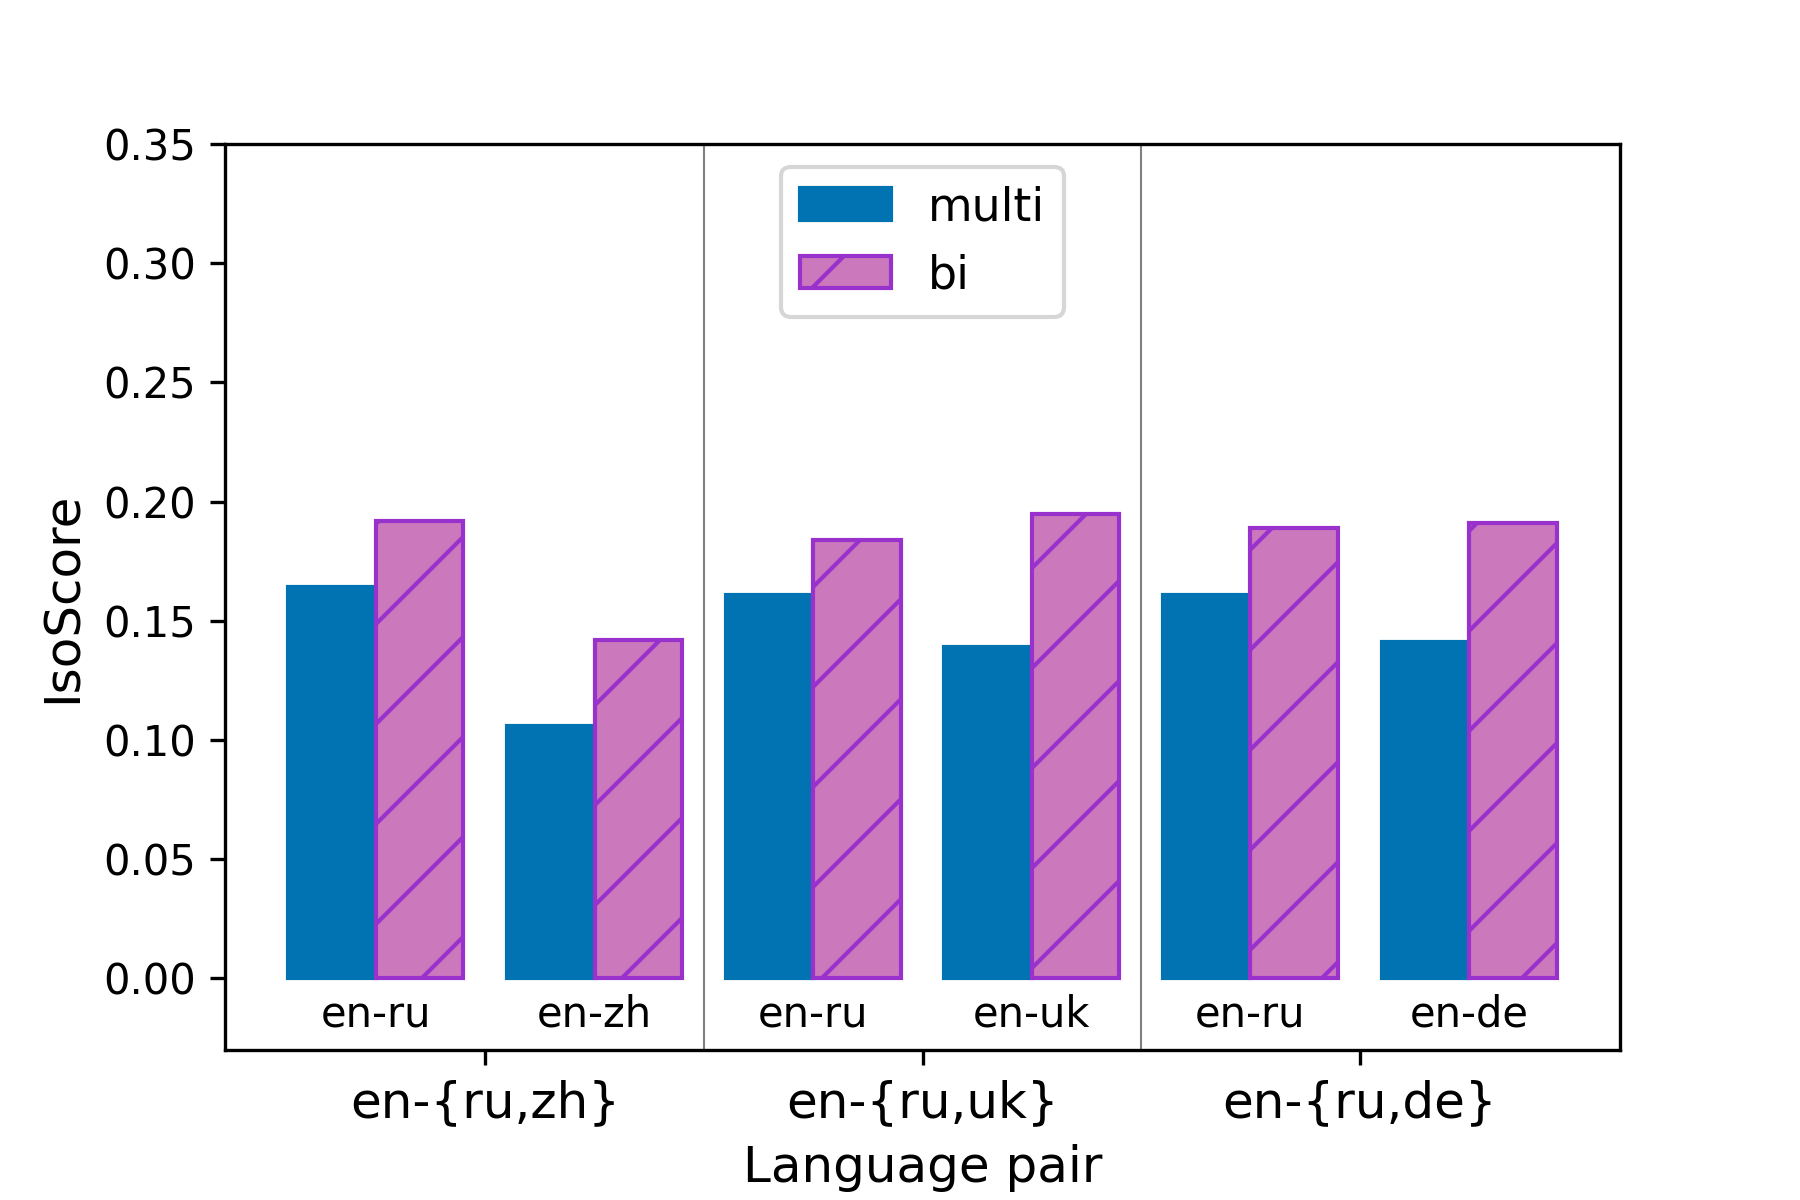 0.35
0.30
0.25
0.20
0.15
0.10
0.05
0.00
IsoScore
multi
bi
en-ru en-zh en-ru en-uk en-ru en-de
en-{ru,zh} en-{ru,uk} en-{ru,de}
Language pair